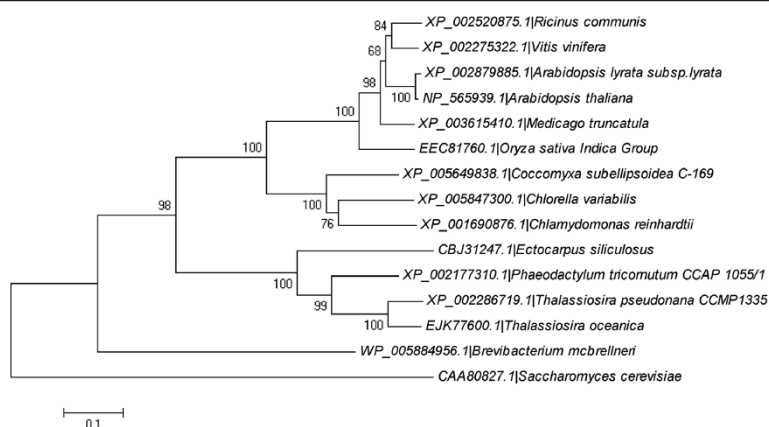 84
XP_002520875.1|Ricinus communis
XP_002275322.1|Vitis vinifera
68
XP_002879885.1|Arabidopsis lyrata subsp.lyrata
98
100
NP_565939.1|Arabidopsis thaliana
100
XP_003615410.1|Medicago truncatula
100
EEC81760.1|Oryza sativa Indica Group
XP_005649838.1|Coccomyxa subellipsoidea C-169
100
XP_005847300.1|Chlorella variabilis
98
76
XP_001690876.1|Chlamydomonas reinhardtii
CBJ31247.1|Ectocarpus siliculosus
100
XP_002177310.1|Phaeodactylum tricornutum CCAP 1055/1
99
XP_002286719.1|Thalassiosira pseudonana CCMP1335
100
EJK77600.1|Thalassiosira oceanica
WP_005884956.1|Brevibacterium mcbrellneri
CAA80827.1|Saccharomyces cerevisiae
0.1